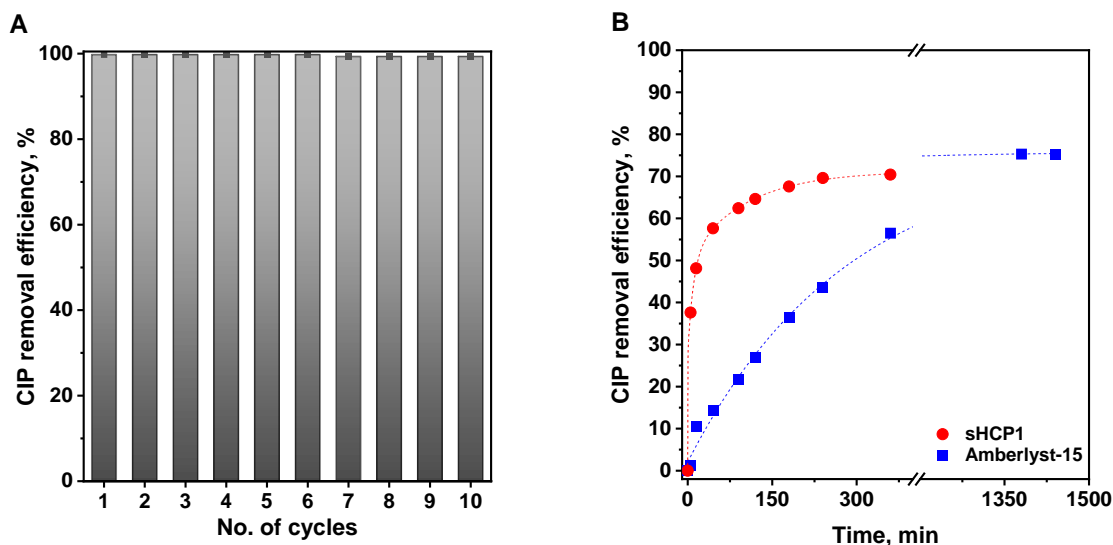 A
CIP removal efficiency, %
100
80
60
40
20
0
1 2 3 4 5 6 7 8 9 10
No. of cycles
B
CIP removal efficiency, %
100
90
80
70
60
50
40
30
20
10
0
sHCP1
Amberlyst-15
0 150 300 1350 1500
Time, min